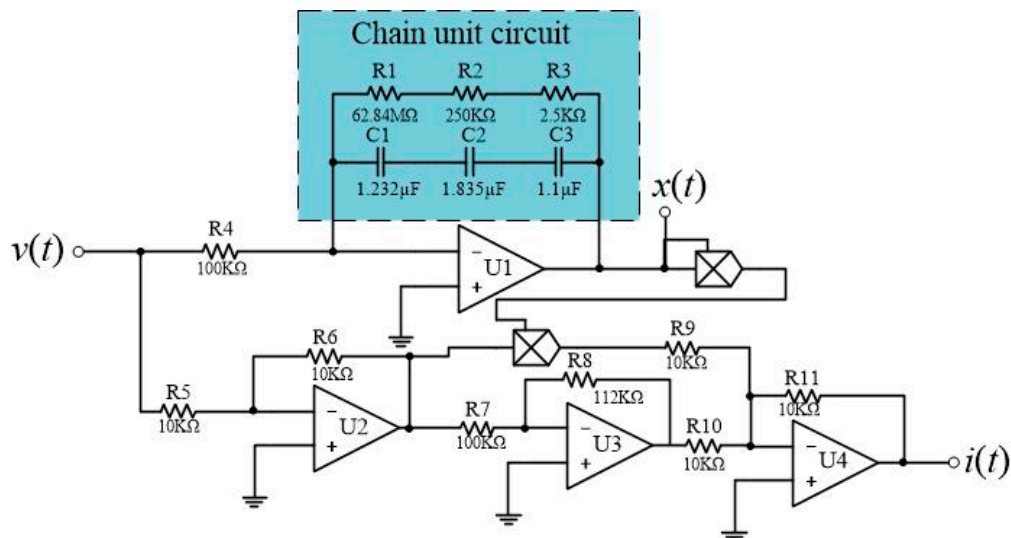 Chain unit circuit
R1 R2 R3
62.84MΩ 250KΩ 2.5KΩ
C1 C2 C3
1.232μF 1.835μF 1.1μF
x(t)
v(t)
R4
100KΩ
−
+
U1
R6
10KΩ
R9
10KΩ
R5
10KΩ
−
+
U2
R7
100KΩ
R8
112KΩ
−
+
U3
R10
10KΩ
R11
10KΩ
−
+
U4
i(t)